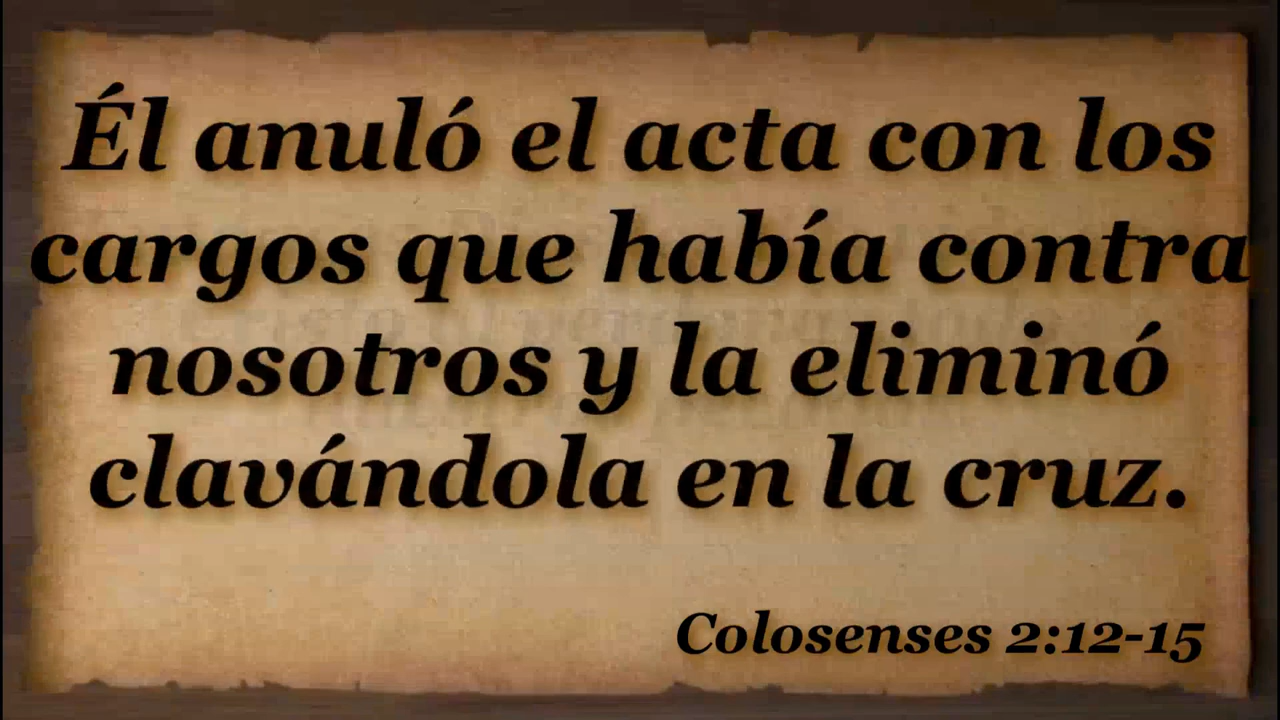 Él anuló el acta con los
cargos que había contra
nosotros y la eliminó
clavándola en la cruz.
Colosenses 2:12-15